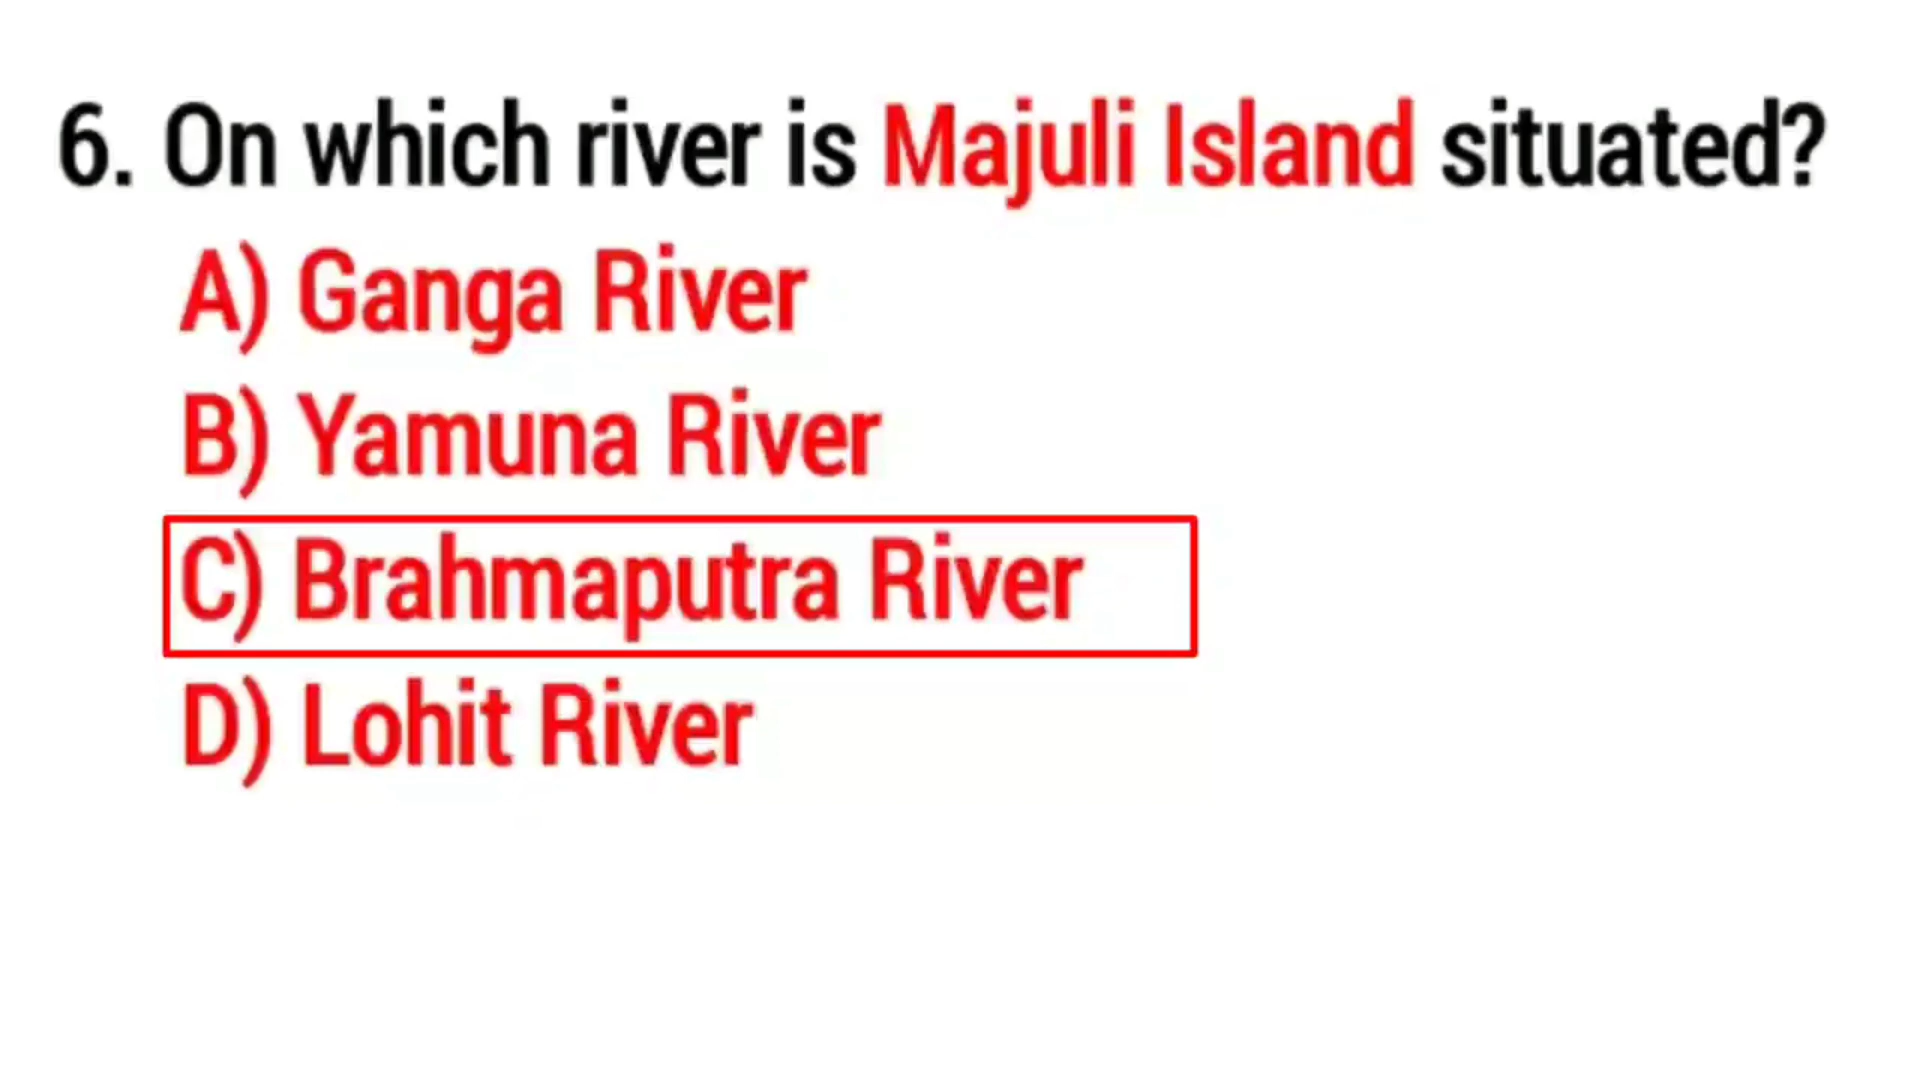 6. On which river is Majuli Island situated?
A) Ganga River
B) Yamuna River
C) Brahmaputra River
D) Lohit River